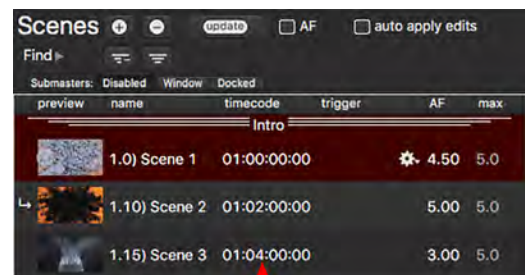 Scenes update AF auto apply edits
Find
Submasters: Disabled Window Docked
preview name timecode trigger AF max
Intro
1.0) Scene 1 01:00:00:00 4.50 5.0
1.10) Scene 2 01:02:00:00 5.00 5.0
1.15) Scene 3 01:04:00:00 3.00 5.0